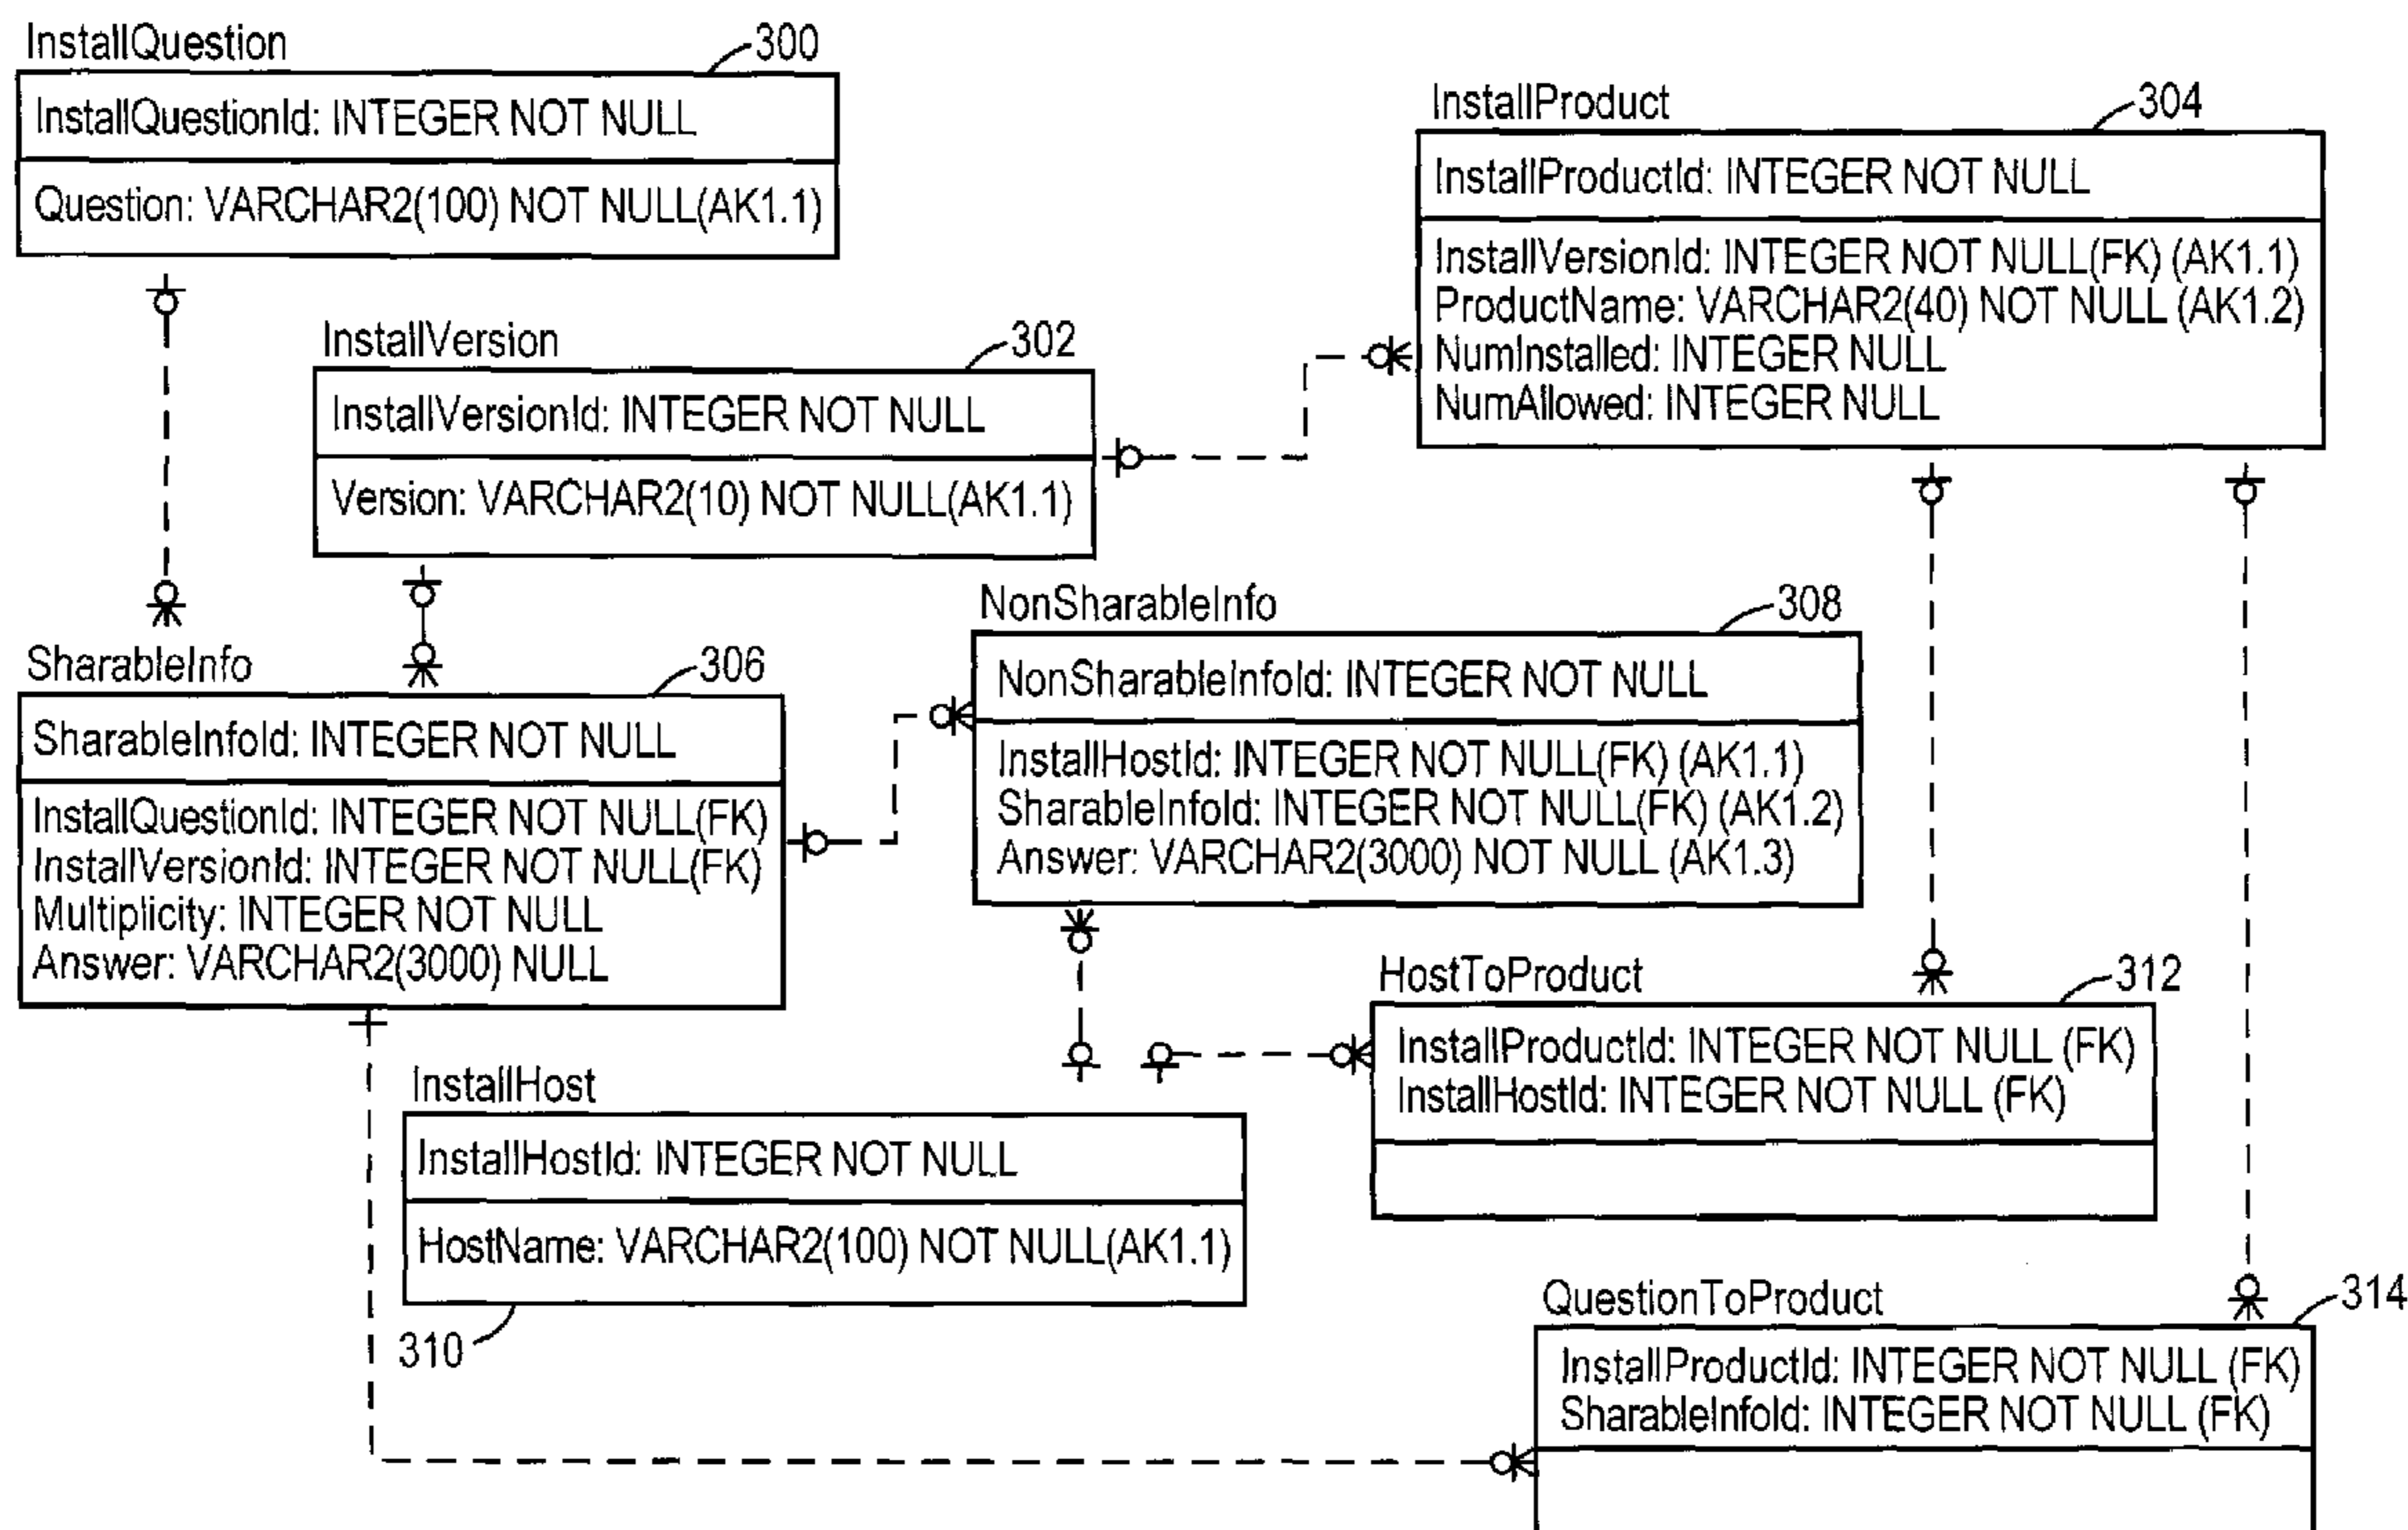 InstallQuestion
300
InstallQuestionId: INTEGER NOT NULL
Question: VARCHAR2(100) NOT NULL(AK1.1)
InstallProduct
304
InstallProductId: INTEGER NOT NULL
InstallVersionId: INTEGER NOT NULL(FK) (AK1.1)
ProductName: VARCHAR2(40) NOT NULL (AK1.2)
NumInstalled: INTEGER NULL
NumAllowed: INTEGER NULL
InstallVersion
302
InstallVersionId: INTEGER NOT NULL
Version: VARCHAR2(10) NOT NULL(AK1.1)
SharableInfo
306
SharableInfoId: INTEGER NOT NULL
InstallQuestionId: INTEGER NOT NULL(FK)
InstallVersionId: INTEGER NOT NULL(FK)
Multiplicity: INTEGER NOT NULL
Answer: VARCHAR2(3000) NULL
NonSharableInfo
308
NonSharableInfoId: INTEGER NOT NULL
InstallHostId: INTEGER NOT NULL(FK) (AK1.1)
SharableInfoId: INTEGER NOT NULL(FK) (AK1.2)
Answer: VARCHAR2(3000) NOT NULL (AK1.3)
HostToProduct
312
InstallProductId: INTEGER NOT NULL (FK)
InstallHostId: INTEGER NOT NULL (FK)
InstallHost
InstallHostId: INTEGER NOT NULL
HostName: VARCHAR2(100) NOT NULL(AK1.1)
310
QuestionToProduct
314
InstallProductId: INTEGER NOT NULL (FK)
SharableInfoId: INTEGER NOT NULL (FK)